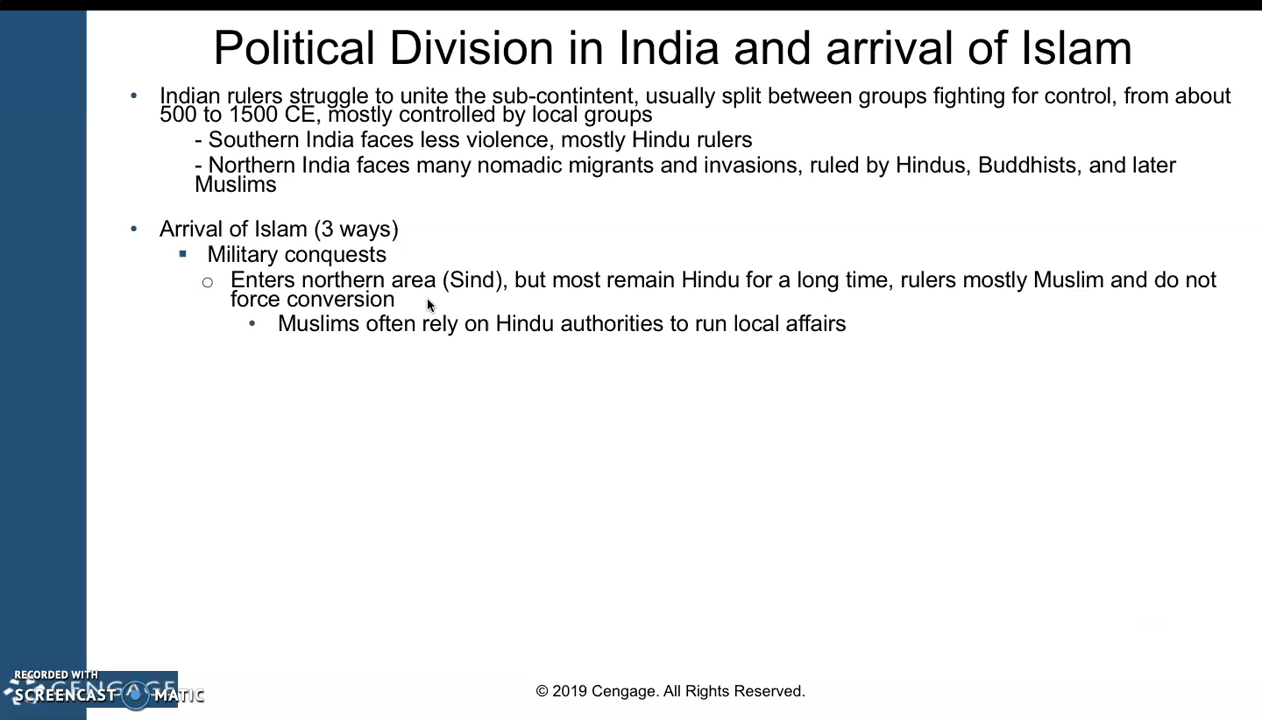 Political Division in India and arrival of Islam
• Indian rulers struggle to unite the sub-contintent, usually split between groups fighting for control, from about
500 to 1500 CE, mostly controlled by local groups
- Southern India faces less violence, mostly Hindu rulers
- Northern India faces many nomadic migrants and invasions, ruled by Hindus, Buddhists, and later
Muslims
• Arrival of Islam (3 ways)
▪ Military conquests
○ Enters northern area (Sind), but most remain Hindu for a long time, rulers mostly Muslim and do not
force conversion
• Muslims often rely on Hindu authorities to run local affairs
RECORDED WITH
SCREENCAST MATIC
CENGAGE
© 2019 Cengage. All Rights Reserved.